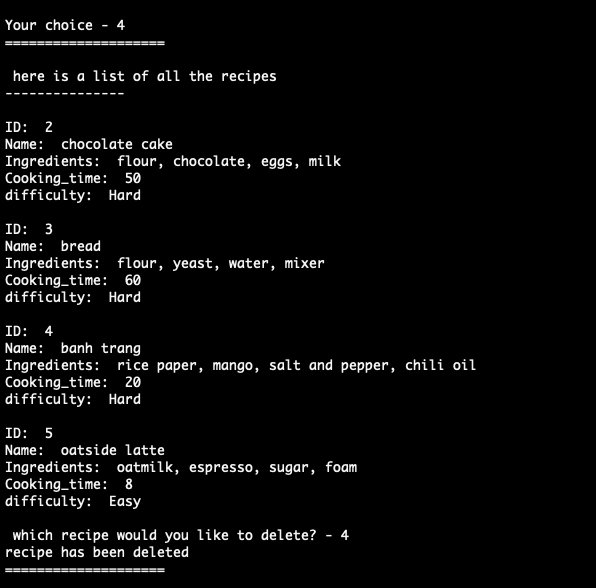 Your choice - 4
====================
here is a list of all the recipes
---------------
ID:  2
Name:  chocolate cake
Ingredients:  flour, chocolate, eggs, milk
Cooking_time:  50
difficulty:  Hard
ID:  3
Name:  bread
Ingredients:  flour, yeast, water, mixer
Cooking_time:  60
difficulty:  Hard
ID:  4
Name:  banh trang
Ingredients:  rice paper, mango, salt and pepper, chili oil
Cooking_time:  20
difficulty:  Hard
ID:  5
Name:  oatside latte
Ingredients:  oatmilk, espresso, sugar, foam
Cooking_time:  8
difficulty:  Easy
which recipe would you like to delete? - 4
recipe has been deleted
====================